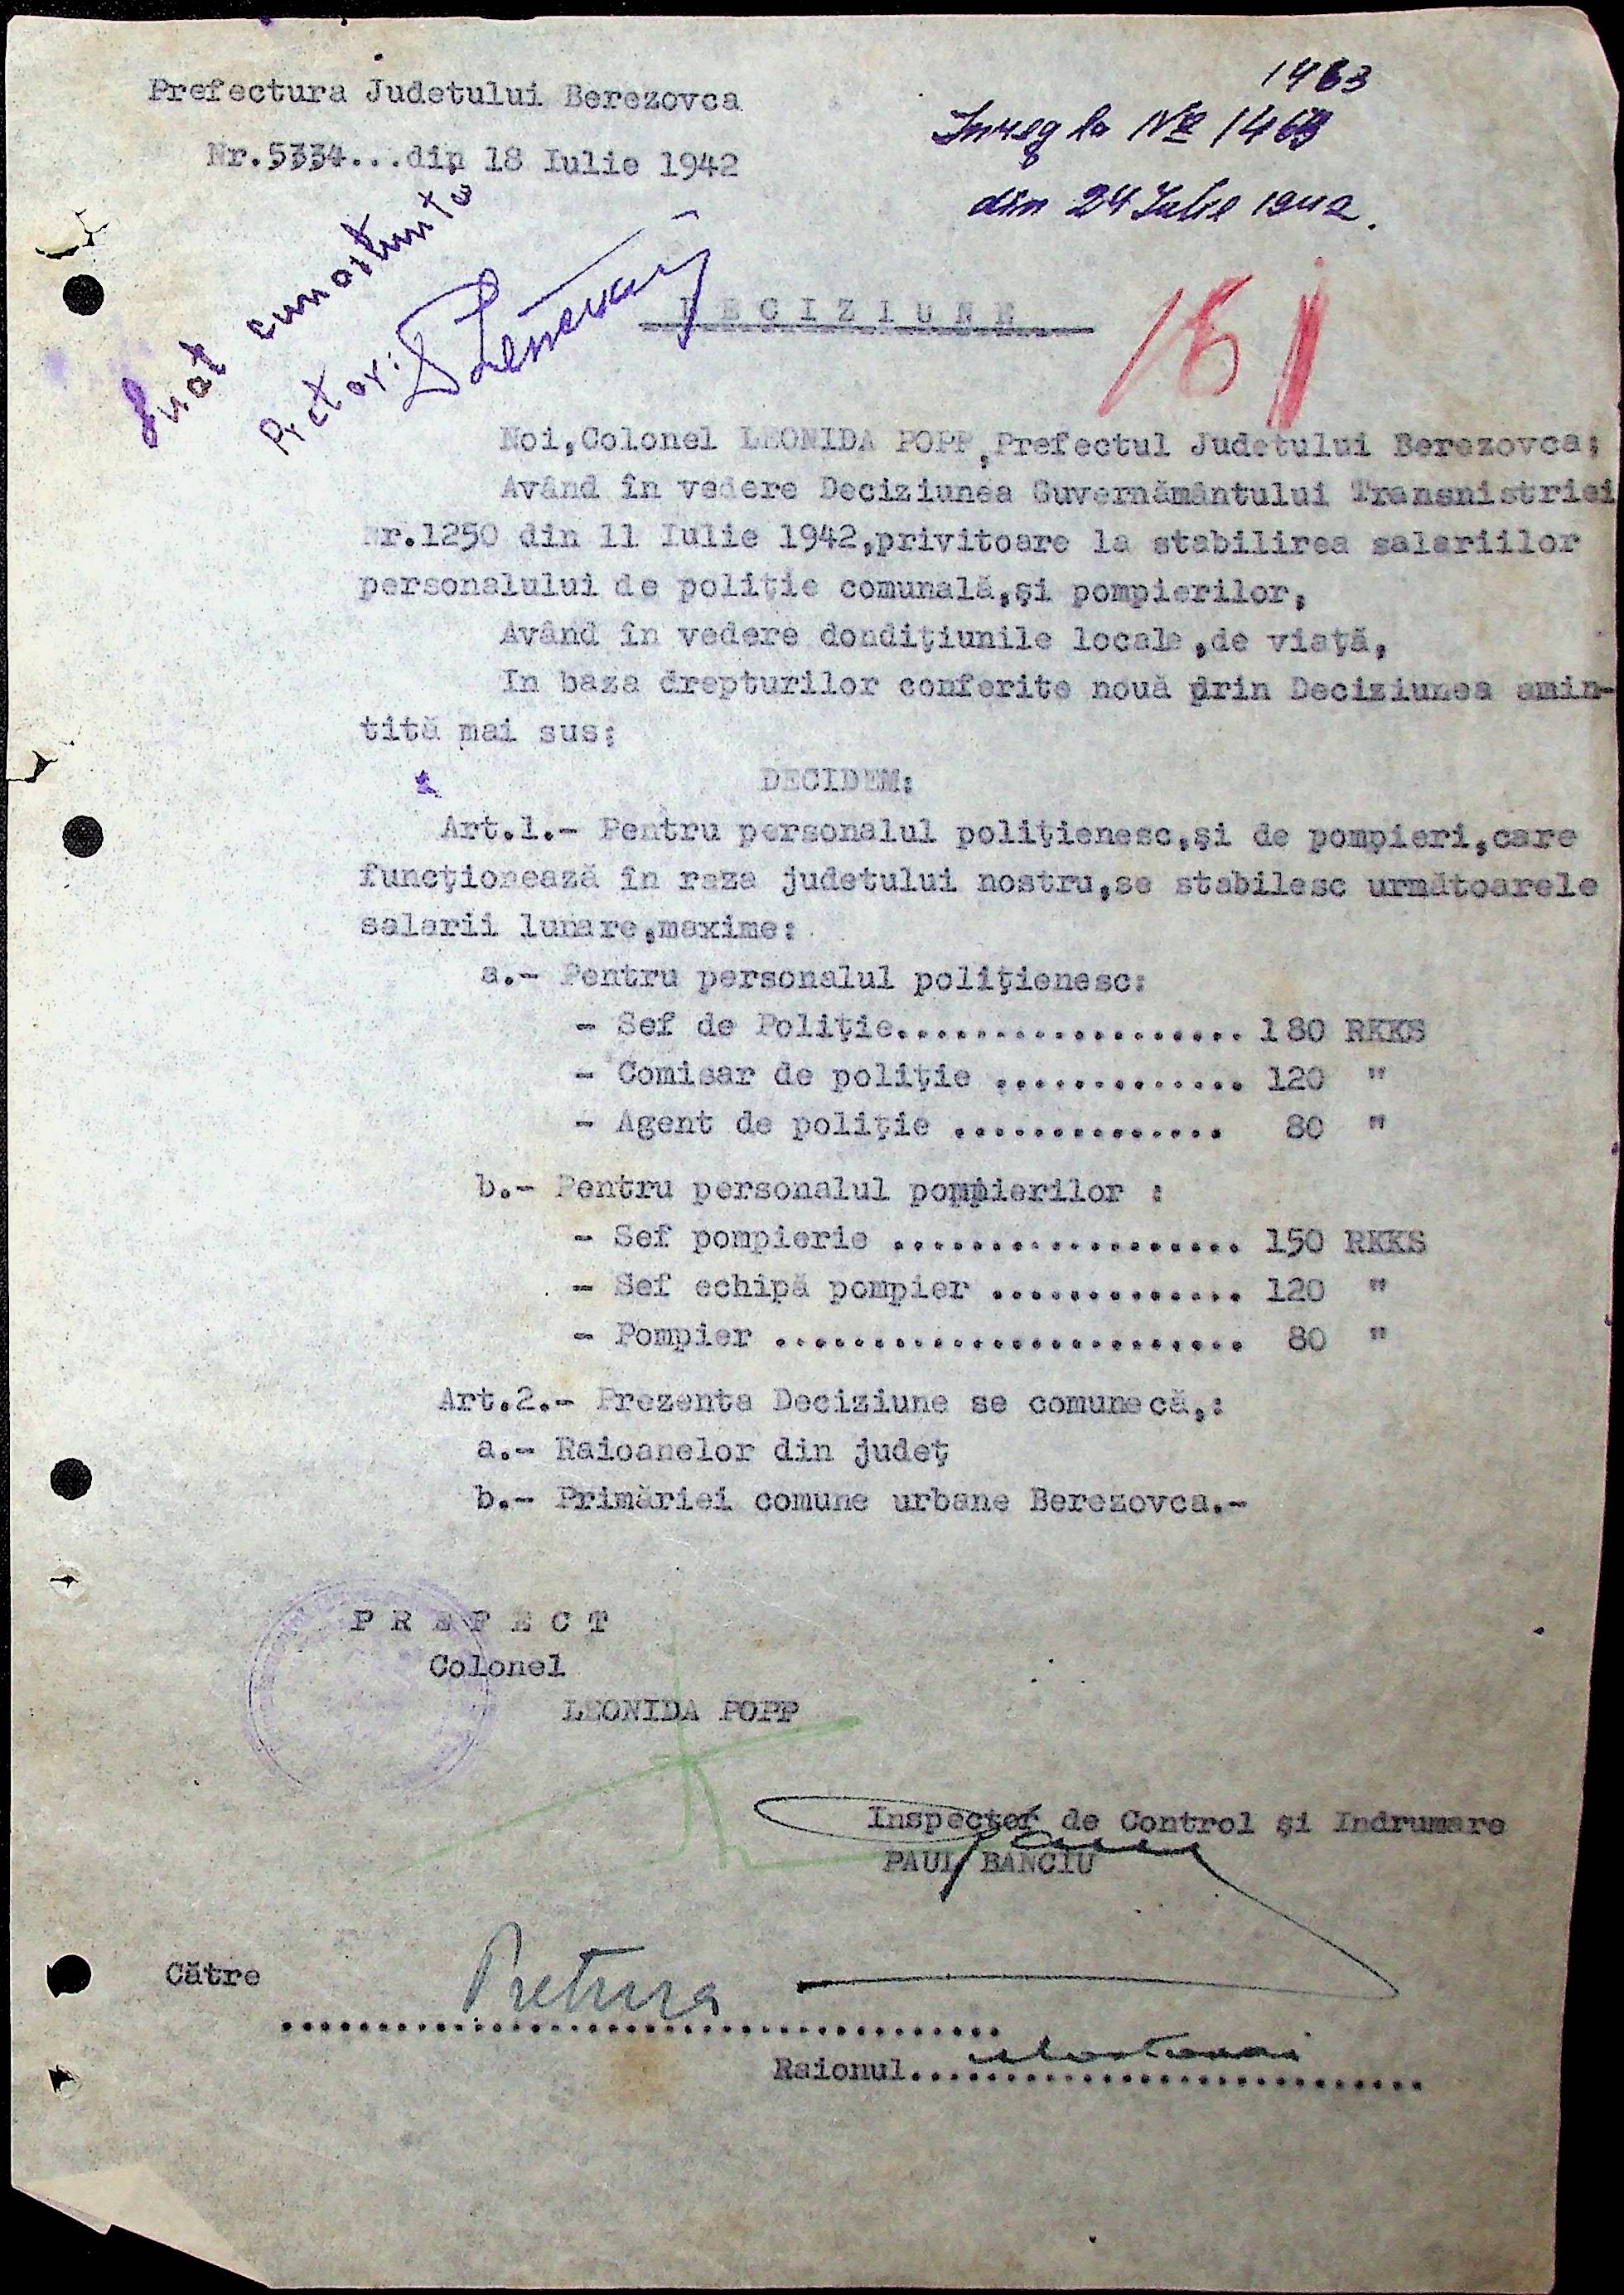 1463
Inreg la № 1463
din 24 Iulie 1942.
Prefectura Judetului Berezovca
Nr.5334...din 18 Iulie 1942
Luat cunoștință
Pretor:
DECIZIUNE
Noi,Colonel LEONIDA POPP,Prefectul Judetului Berezovca;
Având în vedere Deciziunea Guvernământului Transnistriei
Nr.1250 din 11 Iulie 1942,privitoare la stabilirea salariilor
personalului de poliție comunală,și pompierilor,
Având în vedere dondițiunile locale,de viață,
In baza drepturilor conferite nouă prin Deciziunea amin-
tită mai sus:
DECIDEM:
Art.1.- Pentru personalul polițienesc,și de pompieri,care
funcționează în raza judetului nostru,se stabilesc următoarele
salarii lunare,maxime:
a.- Pentru personalul polițienesc:
- Sef de Poliție.................. 180 RKKS
- Comisar de poliție ............. 120 "
- Agent de poliție .............. 80 "
b.- Pentru personalul pompierilor :
- Sef pompierie .................. 150 RKKS
- Sef echipă pompier ............. 120 "
- Pompier ........................ 80 "
Art.2.- Prezenta Deciziune se comunecă,:
a.- Raioanelor din județ
b.- Primăriei comune urbane Berezovca.-
PREFECT
Colonel
LEONIDA POPP
Inspector de Control și Indrumare
PAUL BANCIU
Către Pretura
.....................................
Raionul...........................